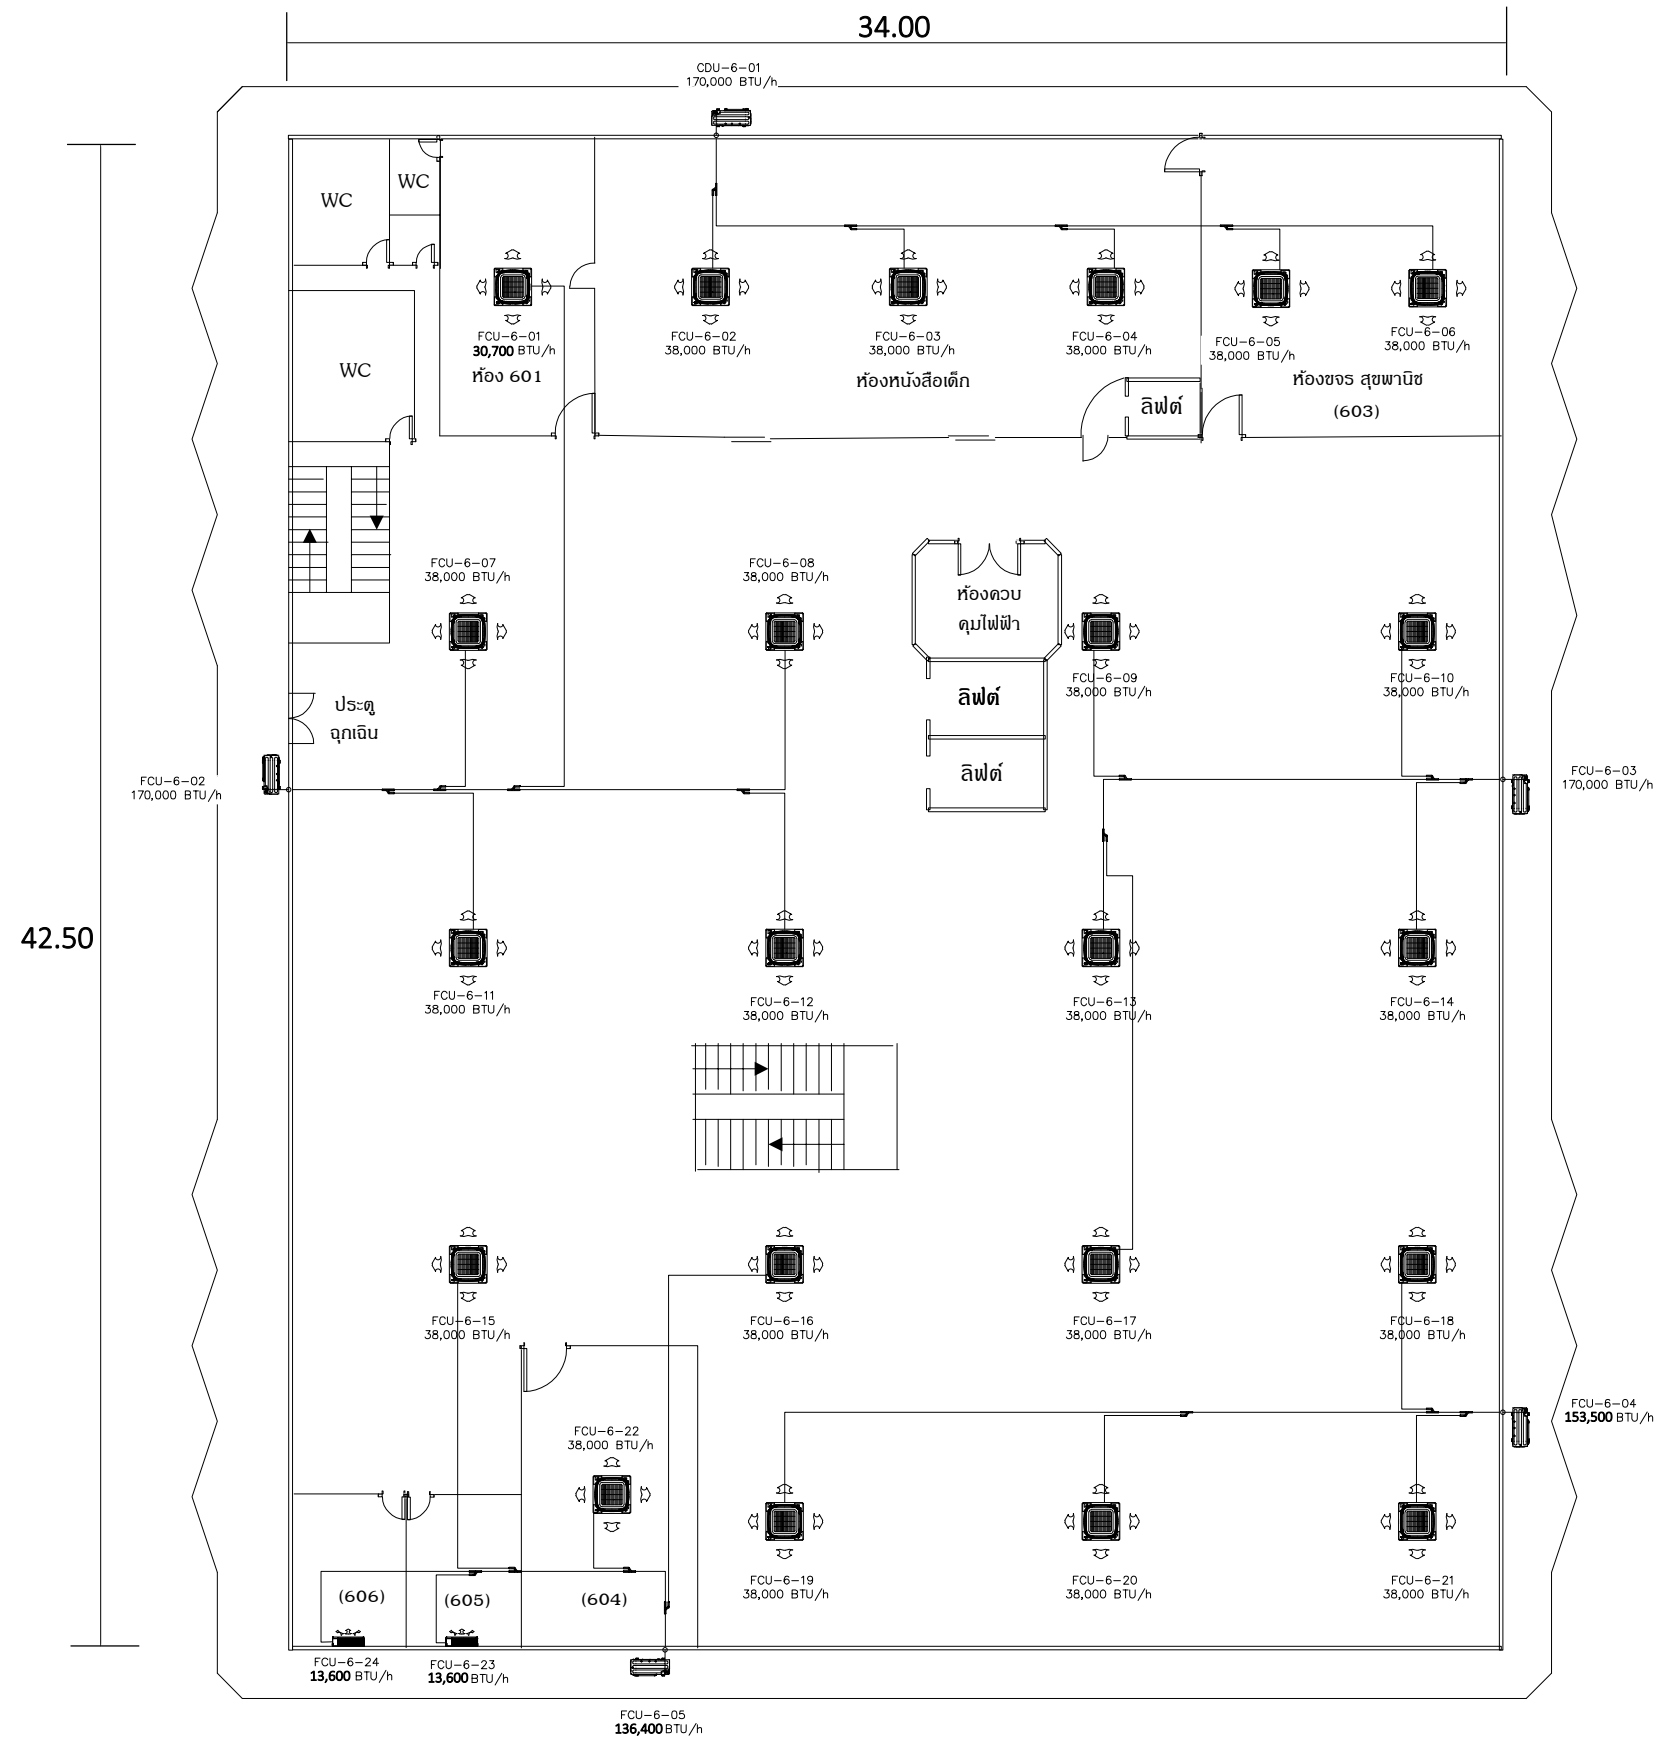 34.00
CDU-6-01
170,000 BTU/h
WC
WC
FCU-6-01
30,700 BTU/h
ห้อง 601
FCU-6-02
38,000 BTU/h
FCU-6-03
38,000 BTU/h
FCU-6-04
38,000 BTU/h
FCU-6-05
38,000 BTU/h
FCU-6-06
38,000 BTU/h
WC
ห้องหนังสือเด็ก
ลิฟต์
ห้องขจร สุขพานิช
(603)
FCU-6-07
38,000 BTU/h
FCU-6-08
38,000 BTU/h
ห้องควบ
คุมไฟฟ้า
FCU-6-09
38,000 BTU/h
FCU-6-10
38,000 BTU/h
ลิฟต์
ลิฟต์
ประตู
ฉุกเฉิน
FCU-6-02
170,000 BTU/h
FCU-6-03
170,000 BTU/h
42.50
FCU-6-11
38,000 BTU/h
FCU-6-12
38,000 BTU/h
FCU-6-13
38,000 BTU/h
FCU-6-14
38,000 BTU/h
FCU-6-15
38,000 BTU/h
FCU-6-16
38,000 BTU/h
FCU-6-17
38,000 BTU/h
FCU-6-18
38,000 BTU/h
FCU-6-04
153,500 BTU/h
FCU-6-22
38,000 BTU/h
FCU-6-19
38,000 BTU/h
FCU-6-20
38,000 BTU/h
FCU-6-21
38,000 BTU/h
(606)
(605)
(604)
FCU-6-24
13,600 BTU/h
FCU-6-23
13,600 BTU/h
FCU-6-05
136,400 BTU/h